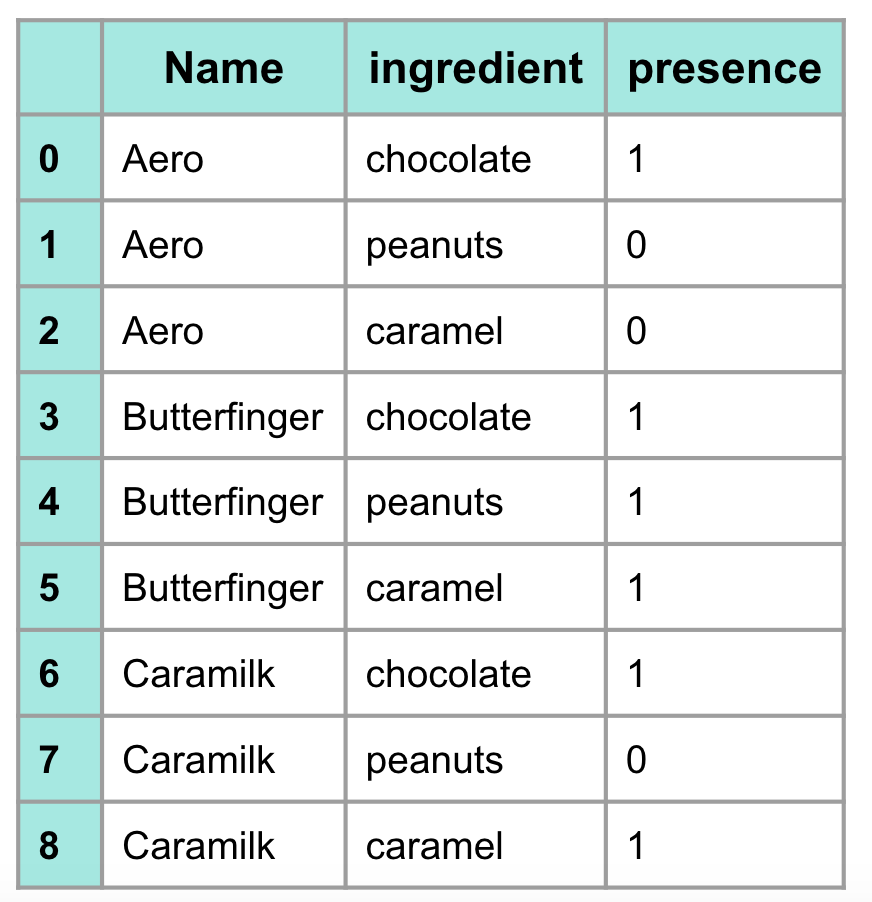 Name ingredient presence
0 Aero chocolate 1
1 Aero peanuts 0
2 Aero caramel 0
3 Butterfinger chocolate 1
4 Butterfinger peanuts 1
5 Butterfinger caramel 1
6 Caramilk chocolate 1
7 Caramilk peanuts 0
8 Caramilk caramel 1